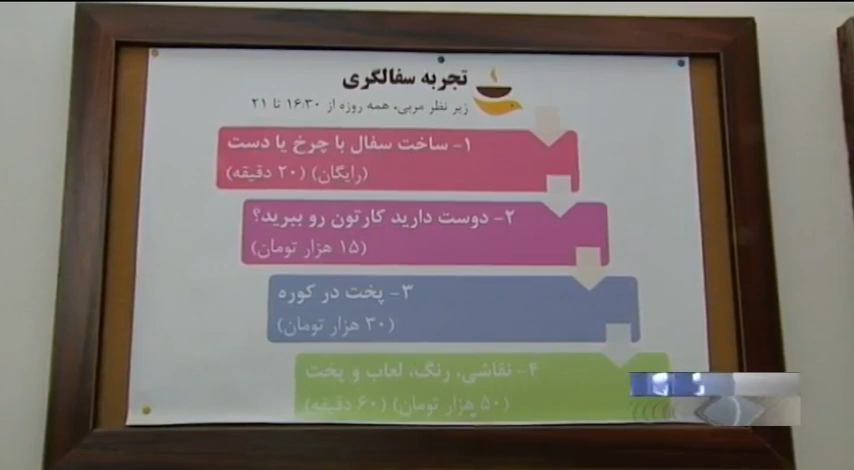 تجربه سفالگری
زیر نظر مربی، همه روزه از ۱۶:۳۰ تا ۲۱
۱- ساخت سفال با چرخ یا دست
(رایگان) (۲۰ دقیقه)
۲- دوست دارید کارتون رو ببرید؟
(۱۵ هزار تومان)
۳- پخت در کوره
(۳۰ هزار تومان)
۴- نقاشی، رنگ، لعاب و پخت
(۵۰ هزار تومان) (۶۰ دقیقه)